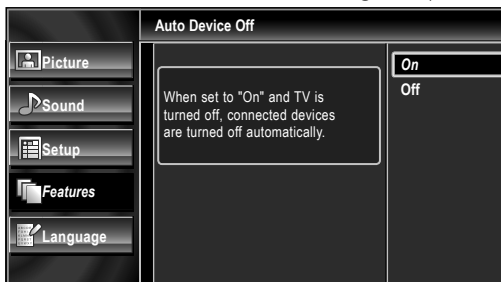 Auto Device Off
Picture
Sound
Setup
Features
Language
When set to "On" and TV is
turned off, connected devices
are turned off automatically.
On
Off